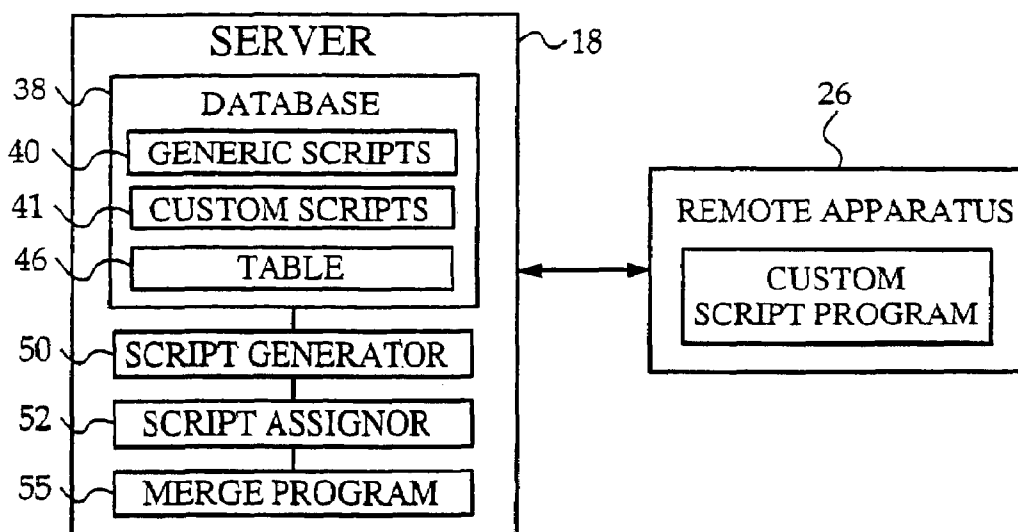 SERVER
18
38
DATABASE
40
GENERIC SCRIPTS
41
CUSTOM SCRIPTS
46
TABLE
50
SCRIPT GENERATOR
52
SCRIPT ASSIGNOR
55
MERGE PROGRAM
26
REMOTE APPARATUS
CUSTOM
SCRIPT PROGRAM